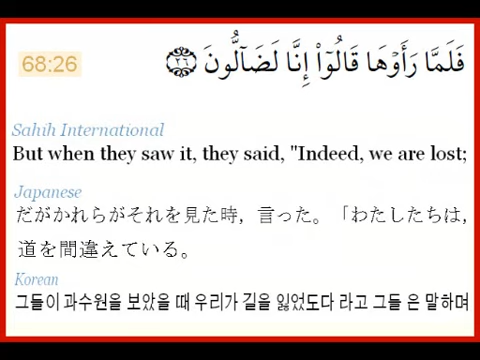 68:26
فَلَمَّا رَأَوْهَا قَالُوٓا۟ إِنَّا لَضَآلُّونَ ٢٦
Sahih International
But when they saw it, they said, "Indeed, we are lost;
Japanese
だがかれらがそれを見た時，言った。「わたしたちは，
道を間違えている。
Korean
그들이 과수원을 보았을 때 우리가 길을 잃었도다 라고 그들 은 말하며